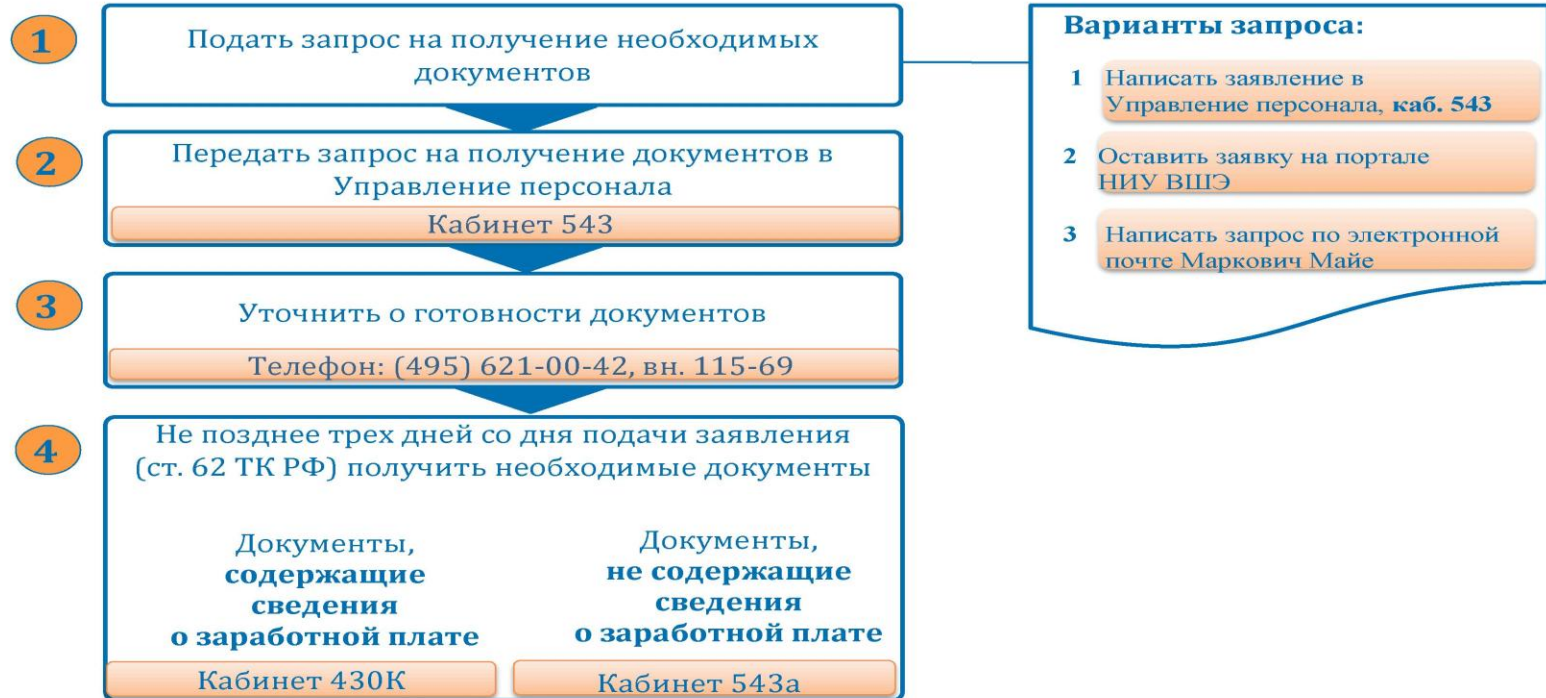 1
Подать запрос на получение необходимых
документов
2
Передать запрос на получение документов в
Управление персонала
Кабинет 543
3
Уточнить о готовности документов
Телефон: (495) 621-00-42, вн. 115-69
4
Не позднее трех дней со дня подачи заявления
(ст. 62 ТК РФ) получить необходимые документы
Документы,
содержащие
сведения
о заработной плате
Кабинет 430К
Документы,
не содержащие
сведения
о заработной плате
Кабинет 543а
Варианты запроса:
1 Написать заявление в
Управление персонала, каб. 543
2 Оставить заявку на портале
НИУ ВШЭ
3 Написать запрос по электронной
почте Маркович Майе